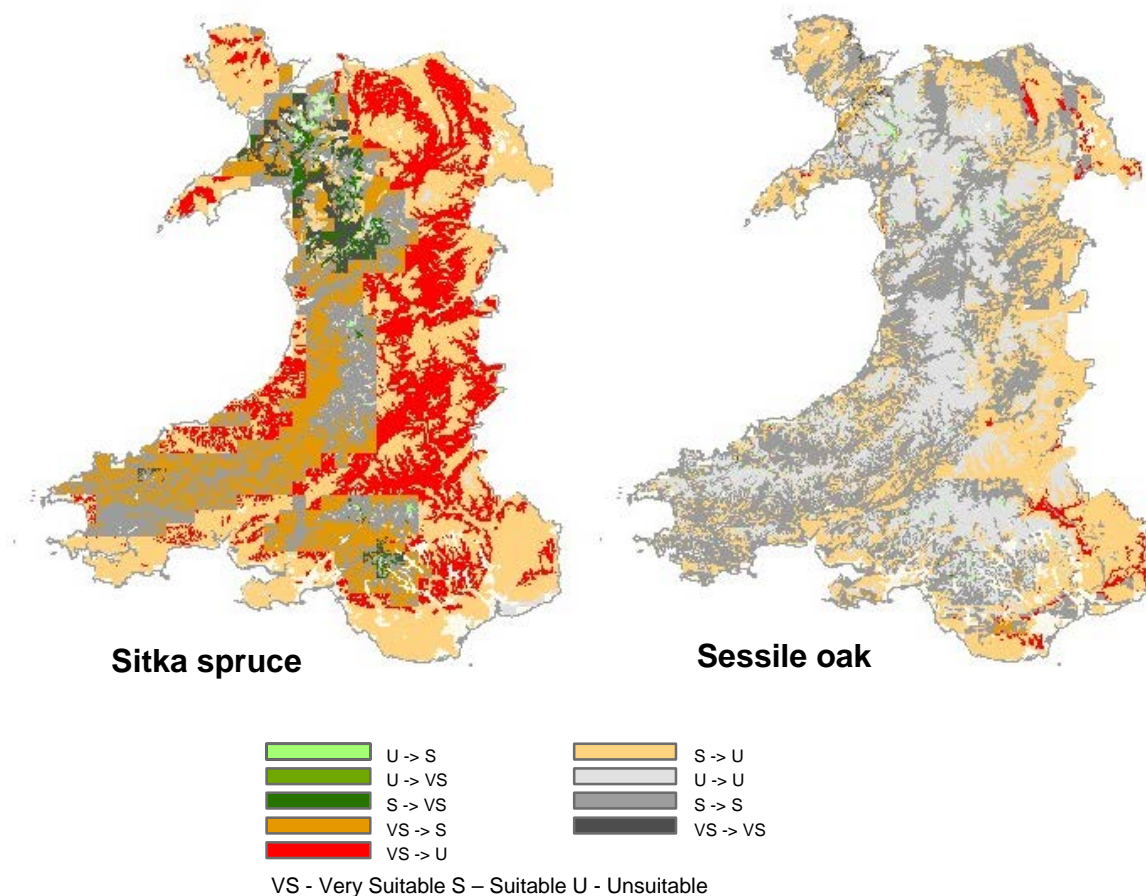 Sitka spruce
Sessile oak
U -> S
U -> VS
S -> VS
VS -> S
VS -> U
S -> U
U -> U
S -> S
VS -> VS
VS - Very Suitable S – Suitable U - Unsuitable